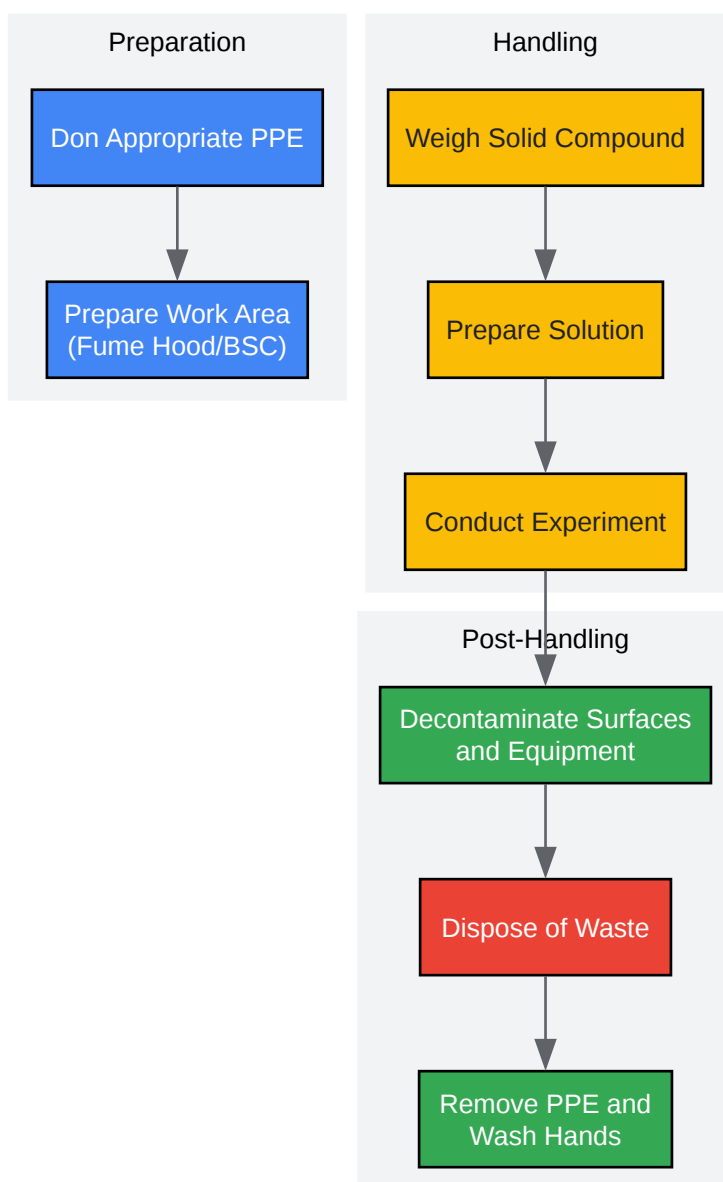 Preparation
Don Appropriate PPE
Prepare Work Area
(Fume Hood/BSC)
Handling
Weigh Solid Compound
Prepare Solution
Conduct Experiment
Post-Handling
Decontaminate Surfaces
and Equipment
Dispose of Waste
Remove PPE and
Wash Hands